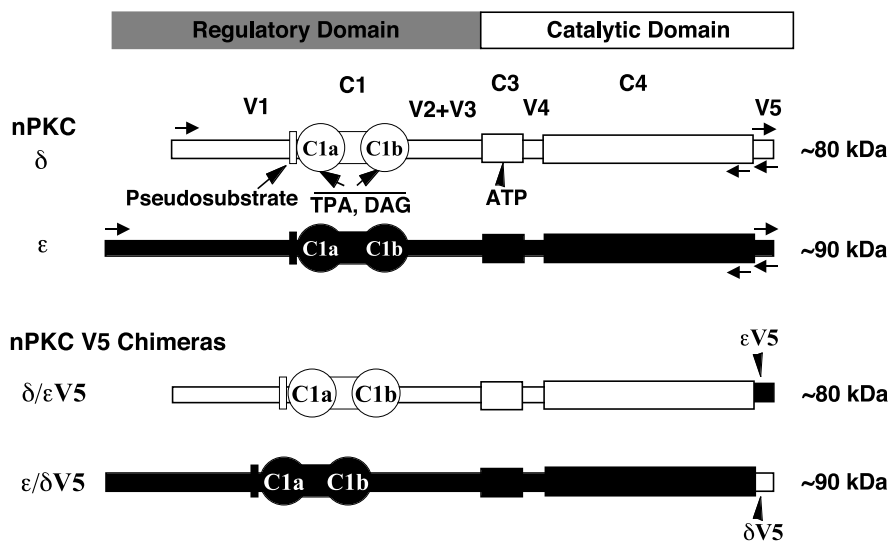 Regulatory Domain Catalytic Domain
C1 C3 C4
V1 V2+V3 V4 V5
nPKC
δ C1a C1b ~80 kDa
Pseudosubstrate TPA, DAG ATP
ε C1a C1b ~90 kDa
nPKC V5 Chimeras
εV5
δ/εV5 C1a C1b ~80 kDa
ε/δV5 C1a C1b ~90 kDa
δV5